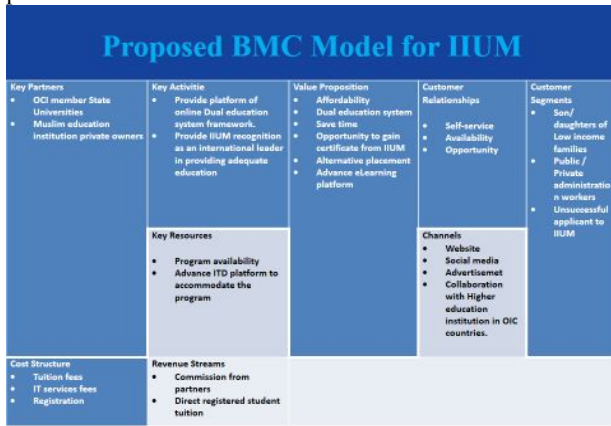 Proposed BMC Model for IIUM
Key Partners
• OCI member State
Universities
• Muslim education
institution private owners
Key Activitie
• Provide platform of
online Dual education
system framework.
• Provide IIUM recognition
as an international leader
in providing adequate
education
Key Resources
• Program availability
• Advance ITD platform to
accommodate the
program
Value Proposition
• Affordability
• Dual education system
• Save time
• Opportunity to gain
certificate from IIUM
• Alternative placement
• Advance eLearning
platform
Customer
Relationships
• Self-service
• Availability
• Opportunity
Channels
• Website
• Social media
• Advertisemet
• Collaboration
with Higher
education
institution in OIC
countries.
Customer
Segments
• Son/
daughters of
Low income
families
• Public /
Private
administratio
n workers
• Unsuccessful
applicant to
IIUM
Cost Structure
• Tuition fees
• IT services fees
• Registration
Revenue Streams
• Commission from
partners
• Direct registered student
tuition